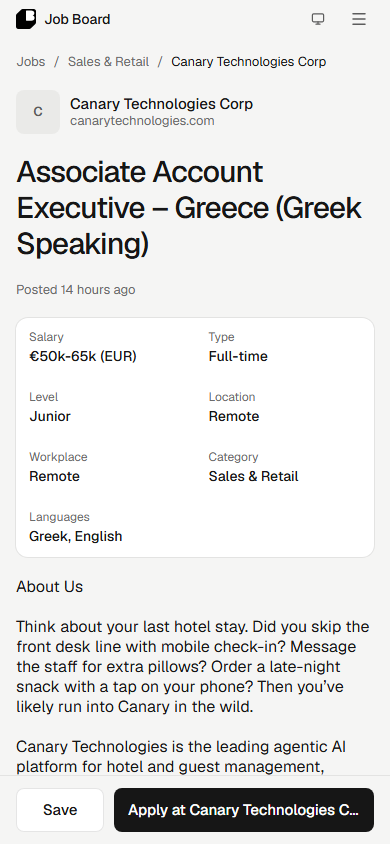 Job Board
Jobs / Sales & Retail / Canary Technologies Corp
C
Canary Technologies Corp
canarytechnologies.com
Associate Account
Executive – Greece (Greek
Speaking)
Posted 14 hours ago
Salary
€50k-65k (EUR)
Type
Full-time
Level
Junior
Location
Remote
Workplace
Remote
Category
Sales & Retail
Languages
Greek, English
About Us
Think about your last hotel stay. Did you skip the
front desk line with mobile check-in? Message
the staff for extra pillows? Order a late-night
snack with a tap on your phone? Then you’ve
likely run into Canary in the wild.
Canary Technologies is the leading agentic AI
platform for hotel and guest management,
Save
Apply at Canary Technologies C...